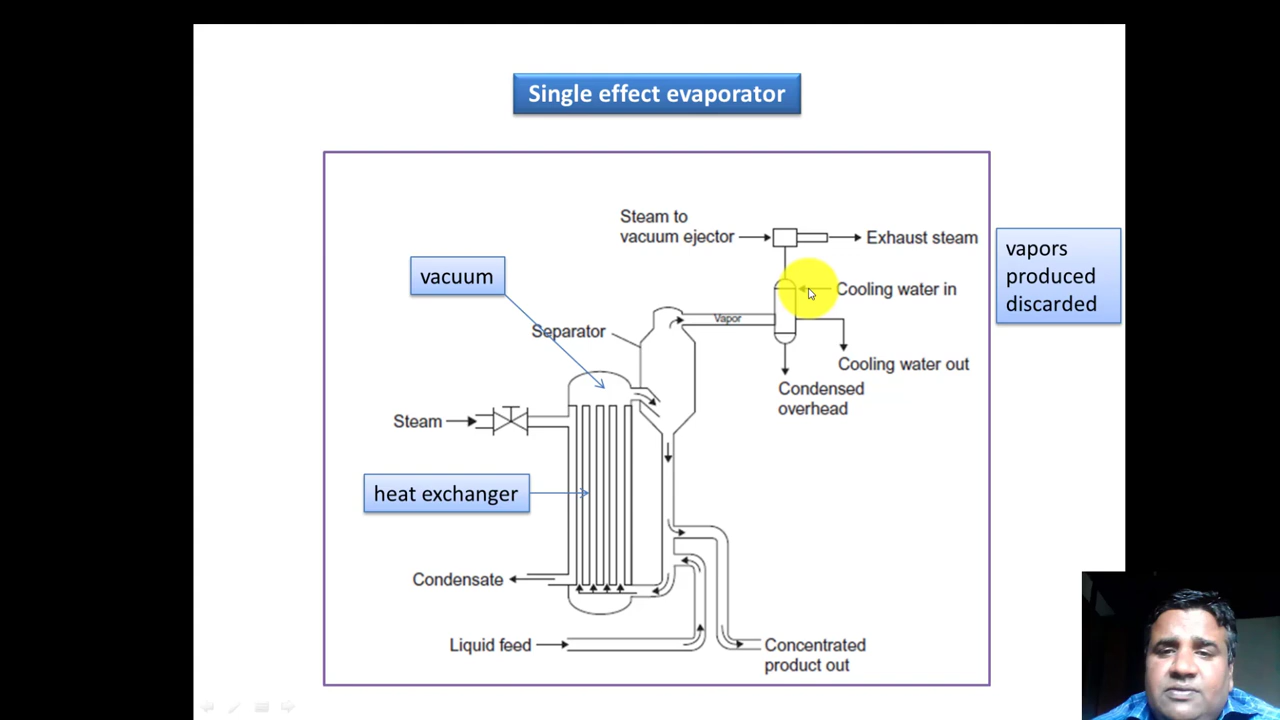 Single effect evaporator
Steam to
vacuum ejector
Exhaust steam
vapors
produced
discarded
vacuum
Cooling water in
Vapor
Separator
Cooling water out
Condensed
overhead
Steam
heat exchanger
Condensate
Liquid feed
Concentrated
product out